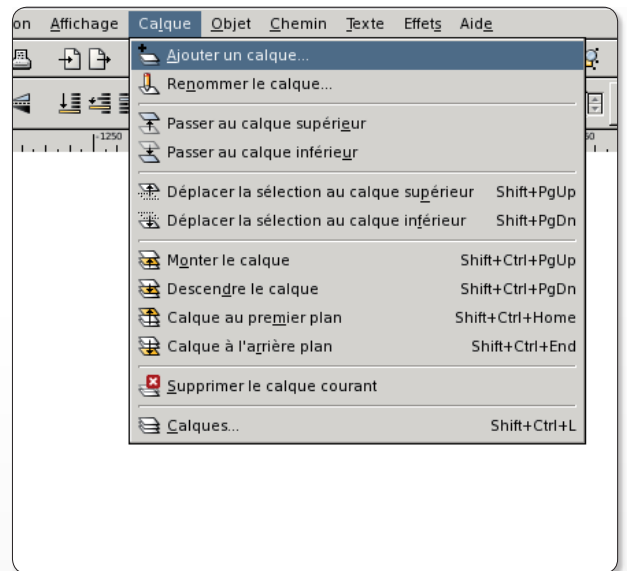 on Affichage Calque Objet Chemin Texte Effets Aide
Ajouter un calque...
Renommer le calque...
-1250
Passer au calque supérieur
Passer au calque inférieur
Déplacer la sélection au calque supérieur Shift+PgUp
Déplacer la sélection au calque inférieur Shift+PgDn
Monter le calque Shift+Ctrl+PgUp
Descendre le calque Shift+Ctrl+PgDn
Calque au premier plan Shift+Ctrl+Home
Calque à l'arrière plan Shift+Ctrl+End
Supprimer le calque courant
Calques... Shift+Ctrl+L